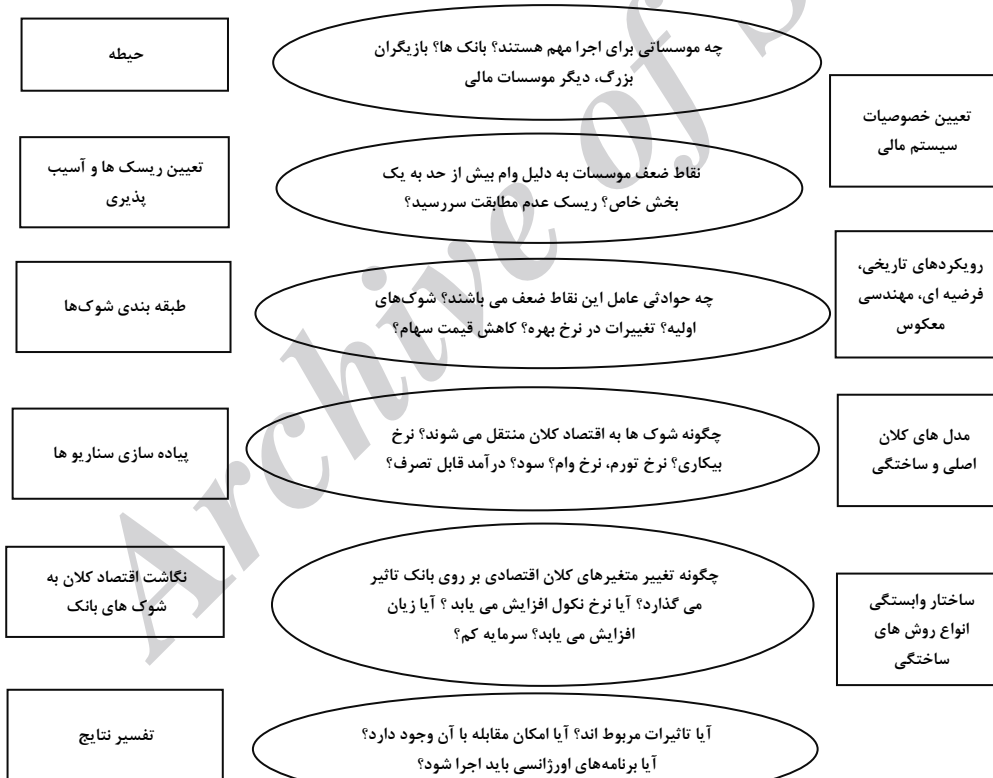 حیطه
چه موسساتی برای اجرا مهم هستند؟ بانک ها؟ بازیگران
بزرگ، دیگر موسسات مالی
تعیین خصوصیات
سیستم مالی
تعیین ریسک ها و آسیب
پذیری
نقاط ضعف موسسات به دلیل وام بیش از حد به یک
بخش خاص؟ ریسک عدم مطابقت سررسید؟
رویکردهای تاریخی،
فرضیه ای، مهندسی
معکوس
طبقه بندی شوک‌ها
چه حوادثی عامل این نقاط ضعف می باشند؟ شوک‌های
اولیه؟ تغییرات در نرخ بهره؟ کاهش قیمت سهام؟
پیاده سازی سناریو ها
چگونه شوک ها به اقتصاد کلان منتقل می شوند؟ نرخ
بیکاری؟ نرخ تورم، نرخ وام؟ سود؟ درآمد قابل تصرف؟
مدل های کلان
اصلی و ساختگی
نگاشت اقتصاد کلان به
شوک های بانک
چگونه تغییر متغیرهای کلان اقتصادی بر روی بانک تاثیر
می گذارد؟ آیا نرخ نکول افزایش می یابد ؟ آیا زیان
افزایش می یابد؟ سرمایه کم؟
ساختار وابستگی
انواع روش های
ساختگی
تفسیر نتایج
آیا تاثیرات مربوط اند؟ آیا امکان مقابله با آن وجود دارد؟
آیا برنامه‌های اورژانسی باید اجرا شود؟
Archive of S